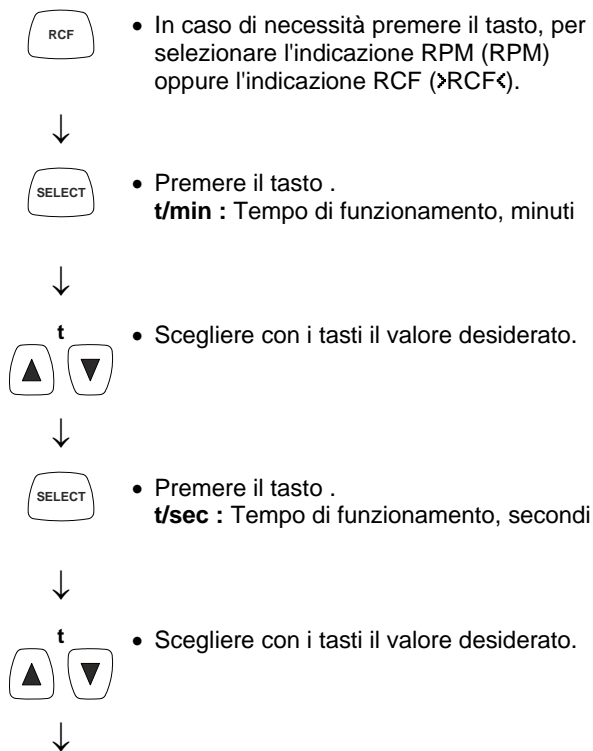 RCF
• In caso di necessità premere il tasto, per
selezionare l'indicazione RPM (RPM)
oppure l'indicazione RCF (>RCF<).
↓
SELECT
• Premere il tasto .
t/min : Tempo di funzionamento, minuti
↓
t
▲ ▼
• Scegliere con i tasti il valore desiderato.
↓
SELECT
• Premere il tasto .
t/sec : Tempo di funzionamento, secondi
↓
t
▲ ▼
• Scegliere con i tasti il valore desiderato.
↓